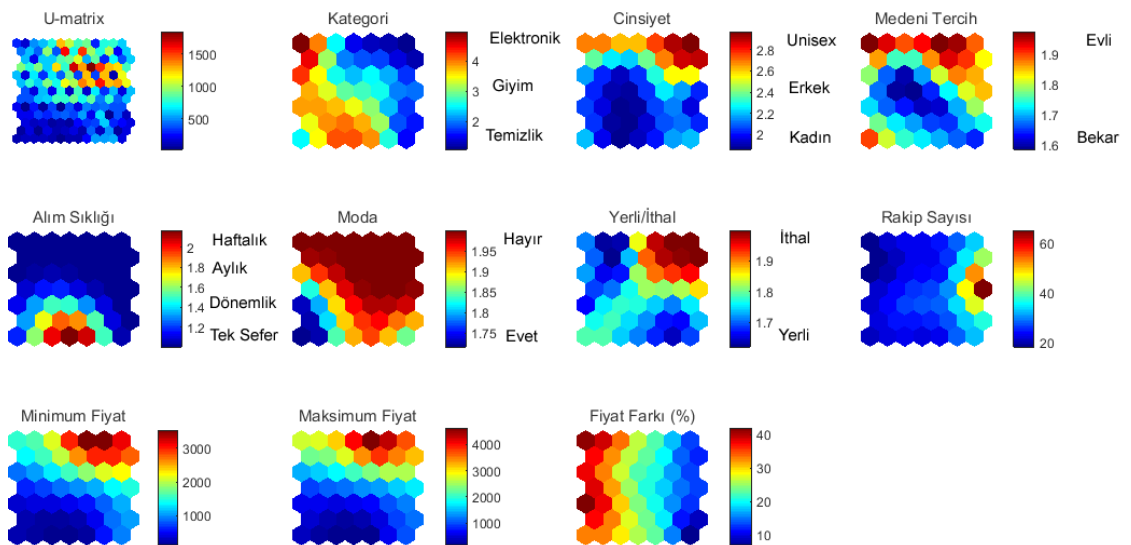 U-matrix
1500
1000
500
Kategori
Elektronik
4
Giyim
3
2
Temizlik
Cinsiyet
Unisex
2.8
2.6
Erkek
2.4
2.2
2
Kadın
Medeni Tercih
Evli
1.9
1.8
1.7
1.6
Bekar
Alım Sıklığı
Haftalık
2
Aylık
1.8
1.6
Dönemlik
1.4
1.2
Tek Sefer
Moda
Hayır
1.95
1.9
1.85
1.8
1.75
Evet
Yerli/İthal
İthal
1.9
1.8
1.7
Yerli
Rakip Sayısı
60
40
20
Minimum Fiyat
3000
2000
1000
Maksimum Fiyat
4000
3000
2000
1000
Fiyat Farkı (%)
40
30
20
10